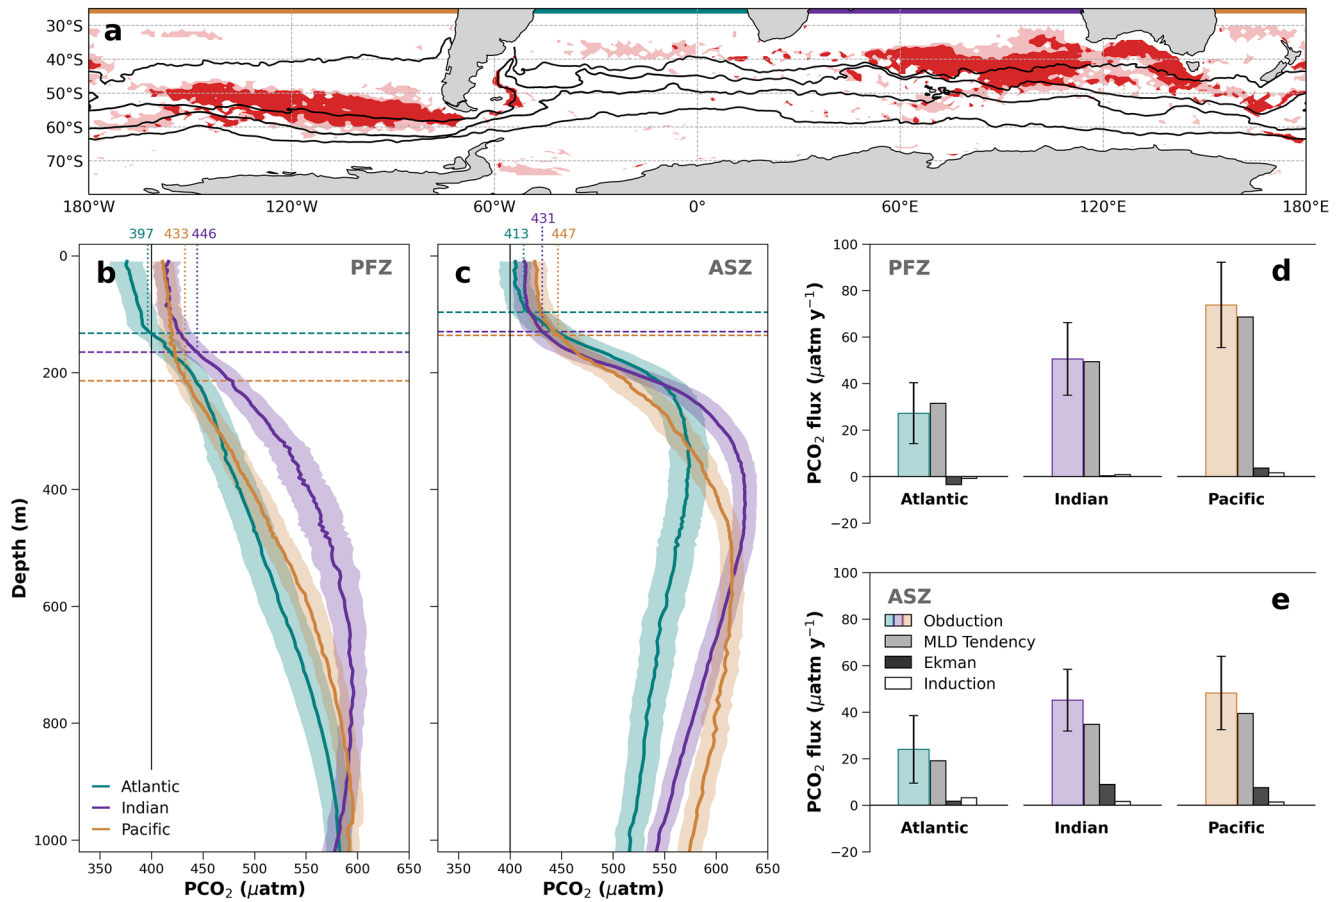 a
30°S
40°S
50°S
60°S
70°S
180°W
120°W
60°W
0°
60°E
120°E
180°E
397
433
446
b
PFZ
0
200
400
600
800
1000
Depth (m)
Atlantic
Indian
Pacific
350
400
450
500
550
600
650
PCO₂ (μatm)
413
431
447
c
ASZ
350
400
450
500
550
600
650
PCO₂ (μatm)
PFZ
d
100
80
60
40
20
0
−20
PCO₂ flux (μatm y⁻¹)
Atlantic
Indian
Pacific
ASZ
e
Obduction
MLD Tendency
Ekman
Induction
100
80
60
40
20
0
−20
PCO₂ flux (μatm y⁻¹)
Atlantic
Indian
Pacific